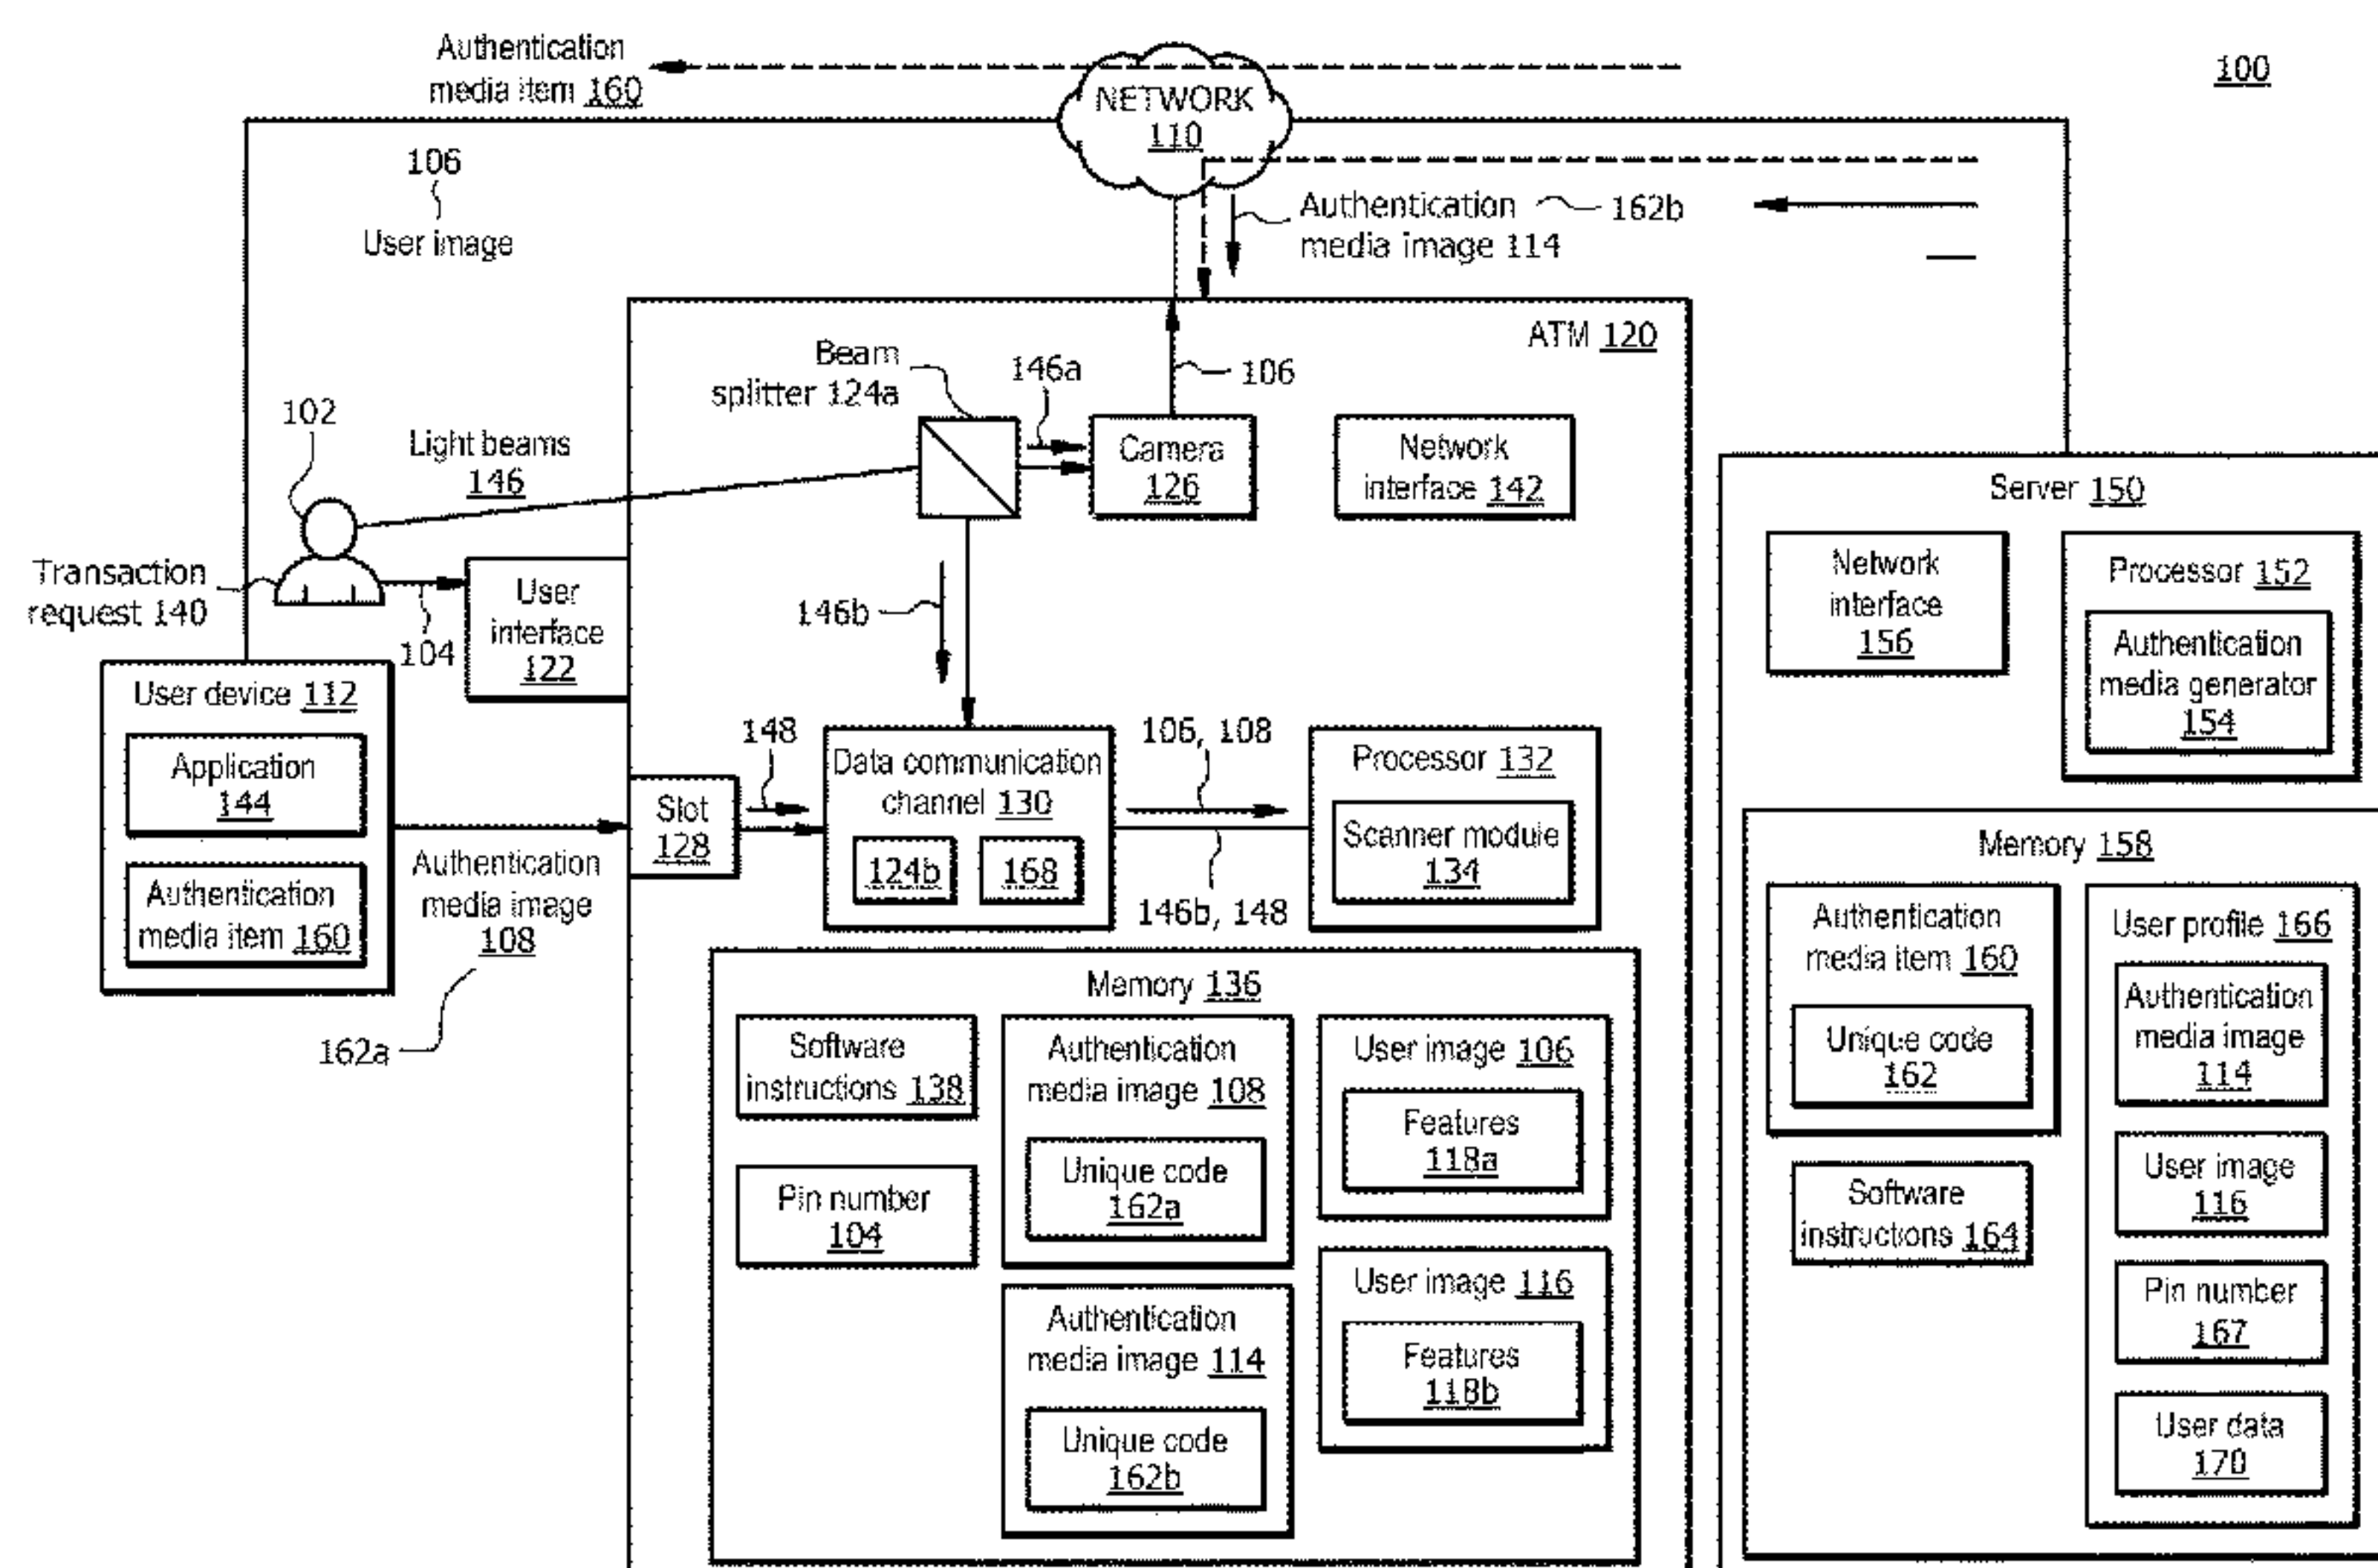 Authentication
media item 160
100
NETWORK
110
106
User image
Authentication
media image 114
162b
ATM 120
Beam
splitter 124a
146a
106
102
Light beams
146
Camera
126
Network
interface 142
Transaction
request 140
104
User
interface
122
146b
User device 112
Application
144
Authentication
media item 160
Authentication
media image
108
162a
Slot
128
148
Data communication
channel 130
124b
168
106, 108
146b, 148
Processor 132
Scanner module
134
Memory 136
Software
instructions 138
Pin number
104
Authentication
media image 108
Unique code
162a
Authentication
media image 114
Unique code
162b
User image 106
Features
118a
User image 116
Features
118b
Server 150
Network
interface
156
Processor 152
Authentication
media generator
154
Memory 158
Authentication
media item 160
Unique code
162
Software
instructions 164
User profile 166
Authentication
media image
114
User image
116
Pin number
167
User data
170